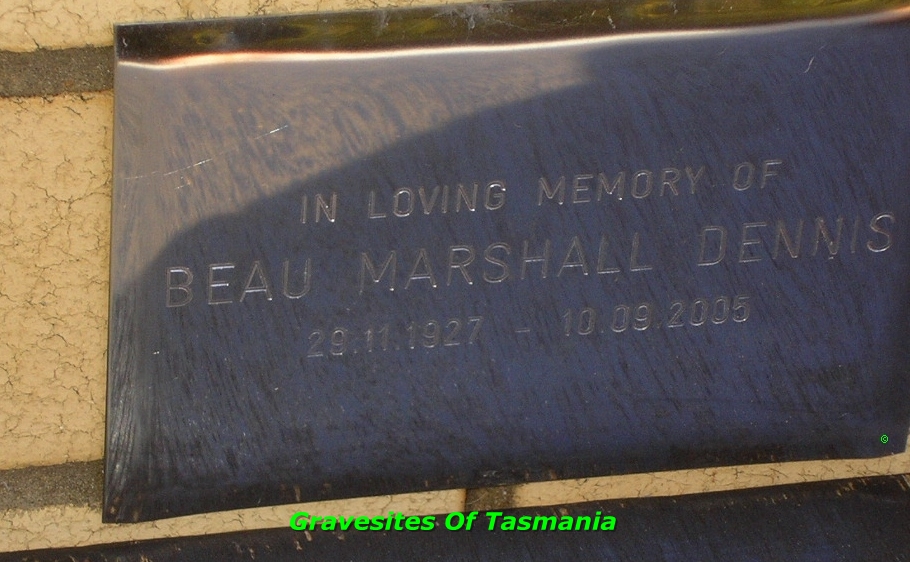 IN LOVING MEMORY OF
BEAU MARSHALL DENNIS
29.11.1927 - 10.09.2005
©
Gravesites Of Tasmania